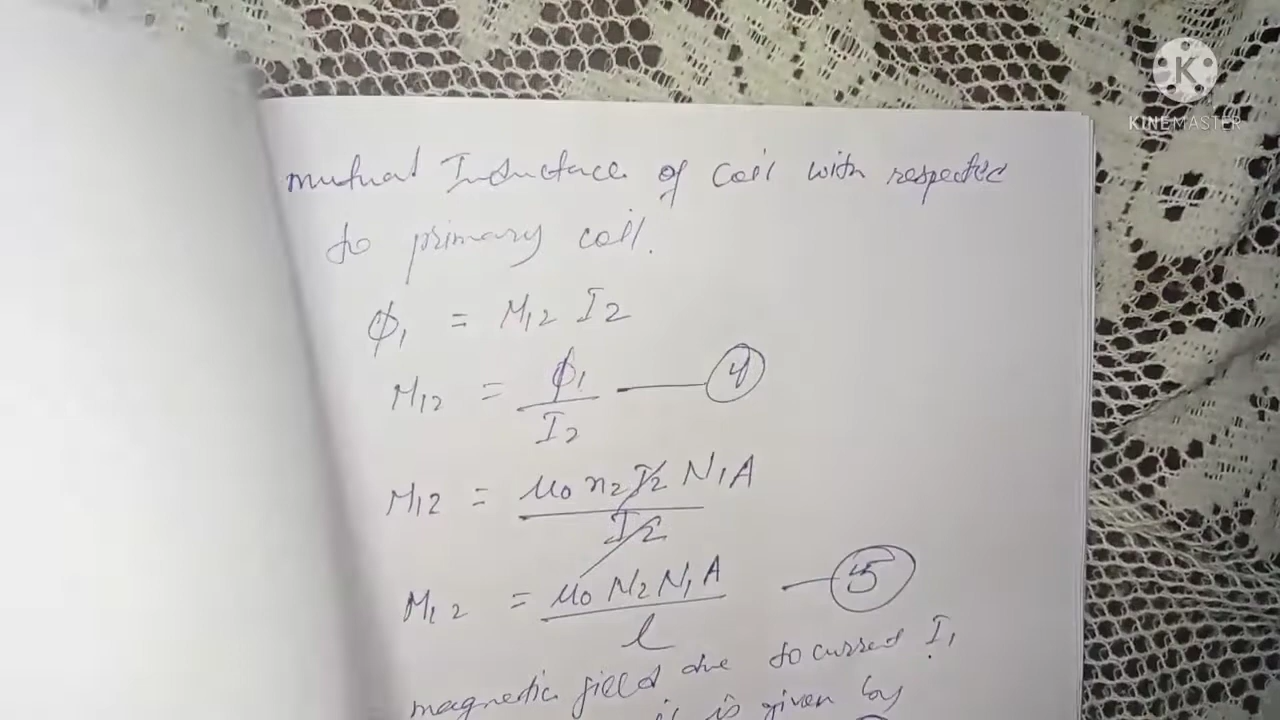 K
KINEMASTER
mutual Inductace of coil with respected
to primary coil.
ϕ₁ = M₁₂ I₂
M₁₂ = ϕ₁ / I₂ — ④
M₁₂ = μ₀ n₂ I₂ N₁ A / I₂
M₁₂ = μ₀ N₂ N₁ A / l — ⑤
magnetic field due to current I₁
is given by